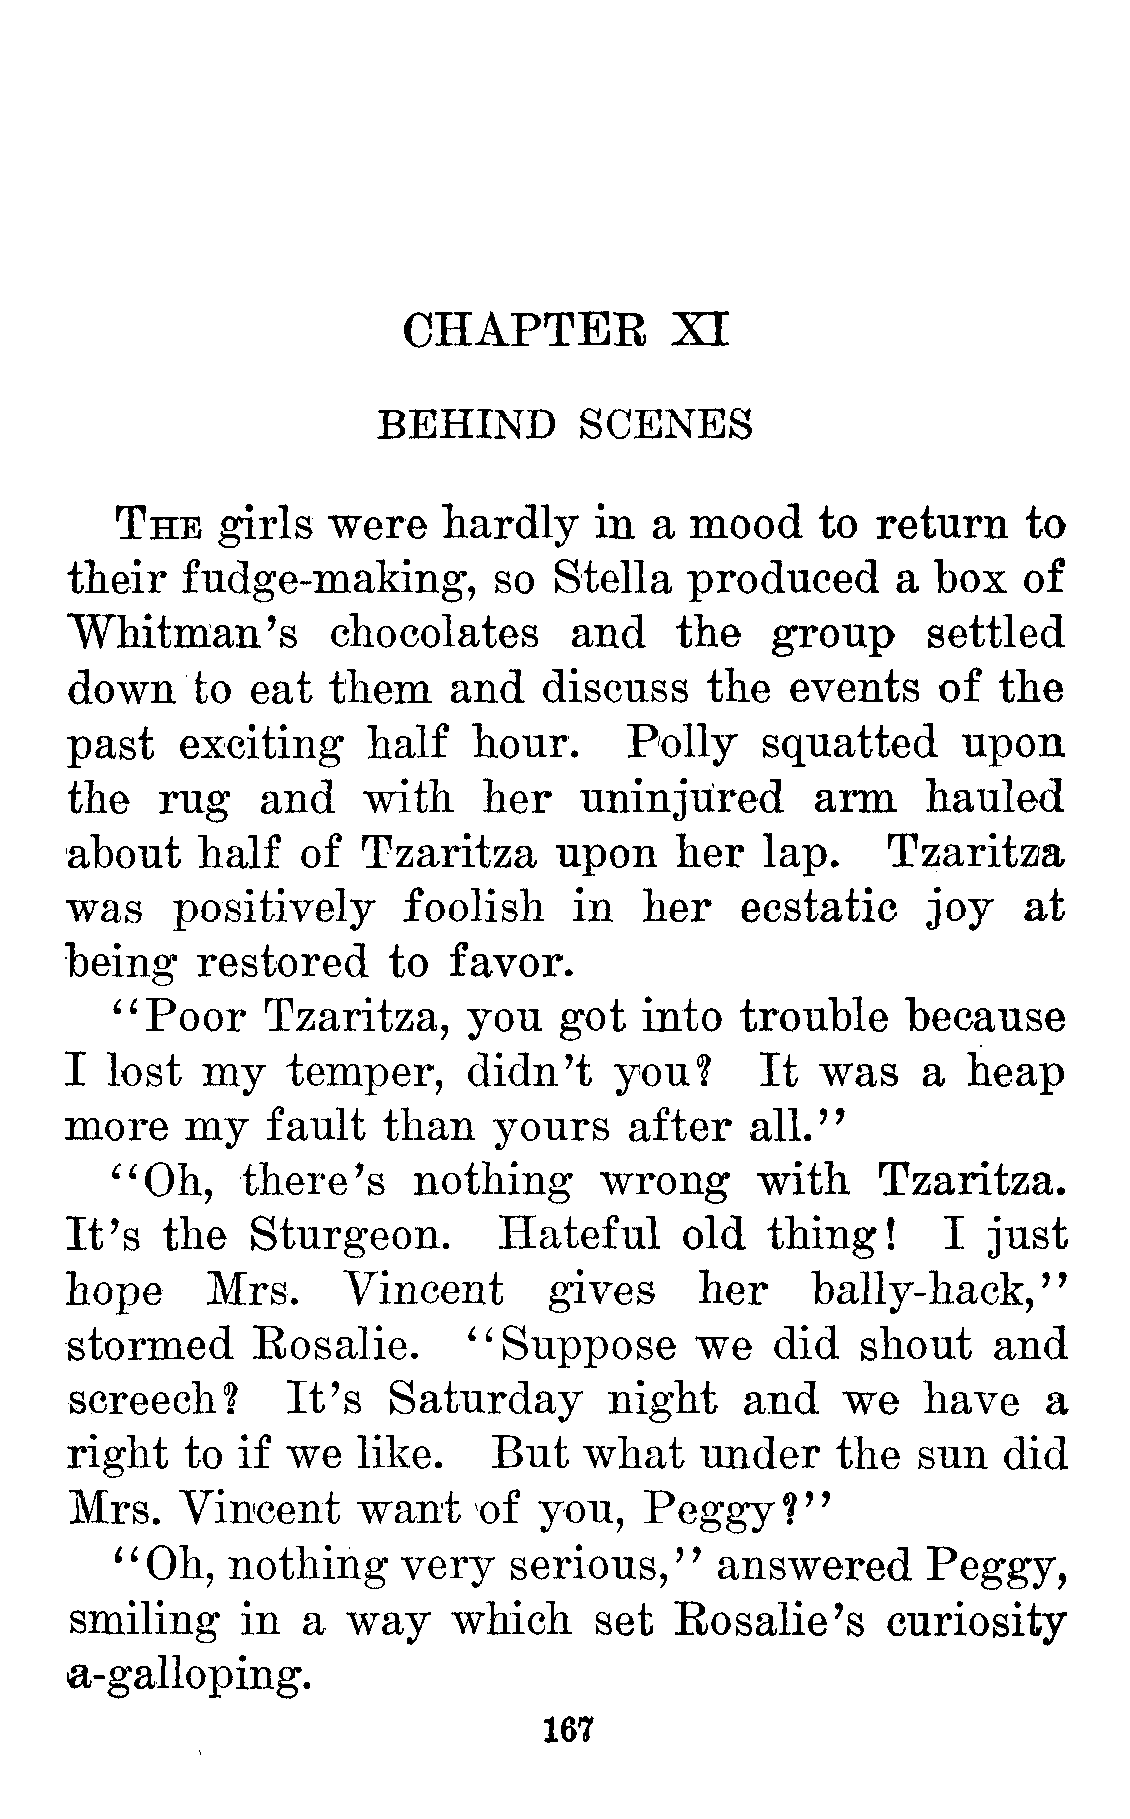 CHAPTER XI
BEHIND SCENES
THE girls were hardly in a mood to return to
their fudge-making, so Stella produced a box of
Whitman's chocolates and the group settled
down to eat them and discuss the events of the
past exciting half hour. Polly squatted upon
the rug and with her uninjured arm hauled
about half of Tzaritza upon her lap. Tzaritza
was positively foolish in her ecstatic joy at
being restored to favor.
"Poor Tzaritza, you got into trouble because
I lost my temper, didn't you? It was a heap
more my fault than yours after all."
"Oh, there's nothing wrong with Tzaritza.
It's the Sturgeon. Hateful old thing! I just
hope Mrs. Vincent gives her bally-hack,"
stormed Rosalie. "Suppose we did shout and
screech? It's Saturday night and we have a
right to if we like. But what under the sun did
Mrs. Vincent want of you, Peggy?"
"Oh, nothing very serious," answered Peggy,
smiling in a way which set Rosalie's curiosity
a-galloping.
167